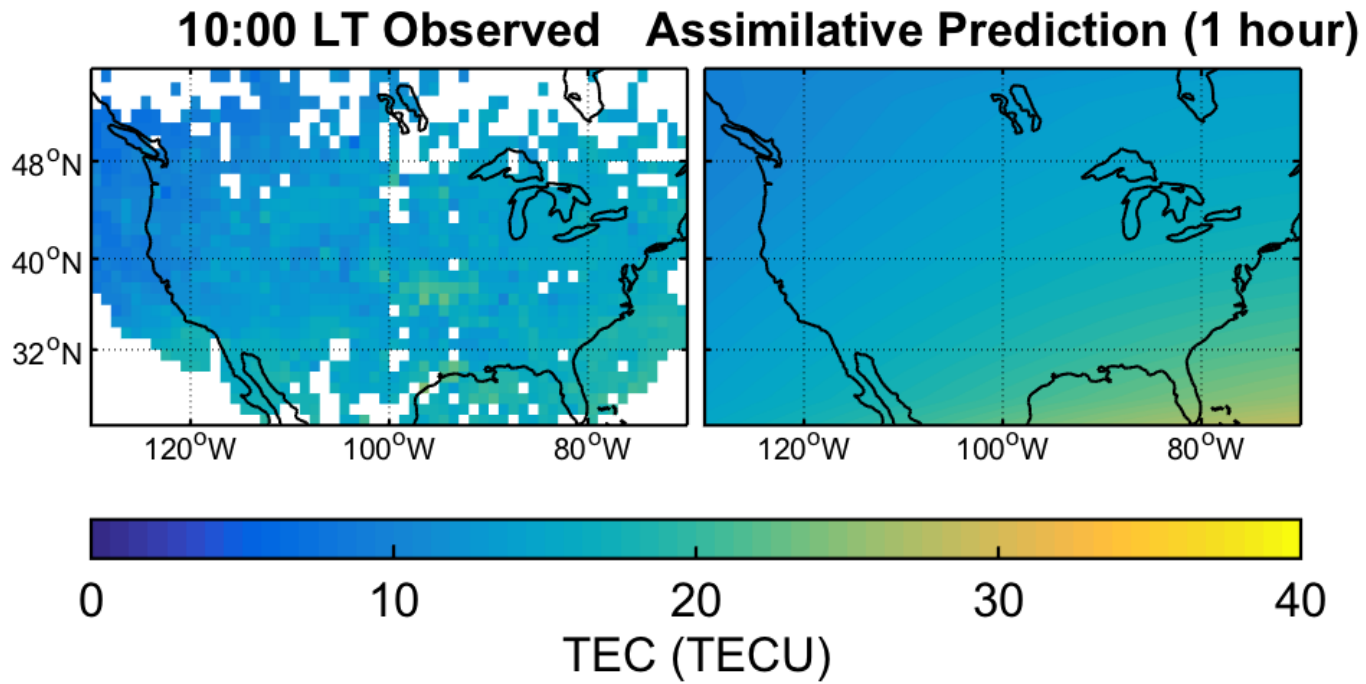 10:00 LT Observed
Assimilative Prediction (1 hour)
48°N
40°N
32°N
120°W 100°W 80°W
120°W 100°W 80°W
0 10 20 30 40
TEC (TECU)